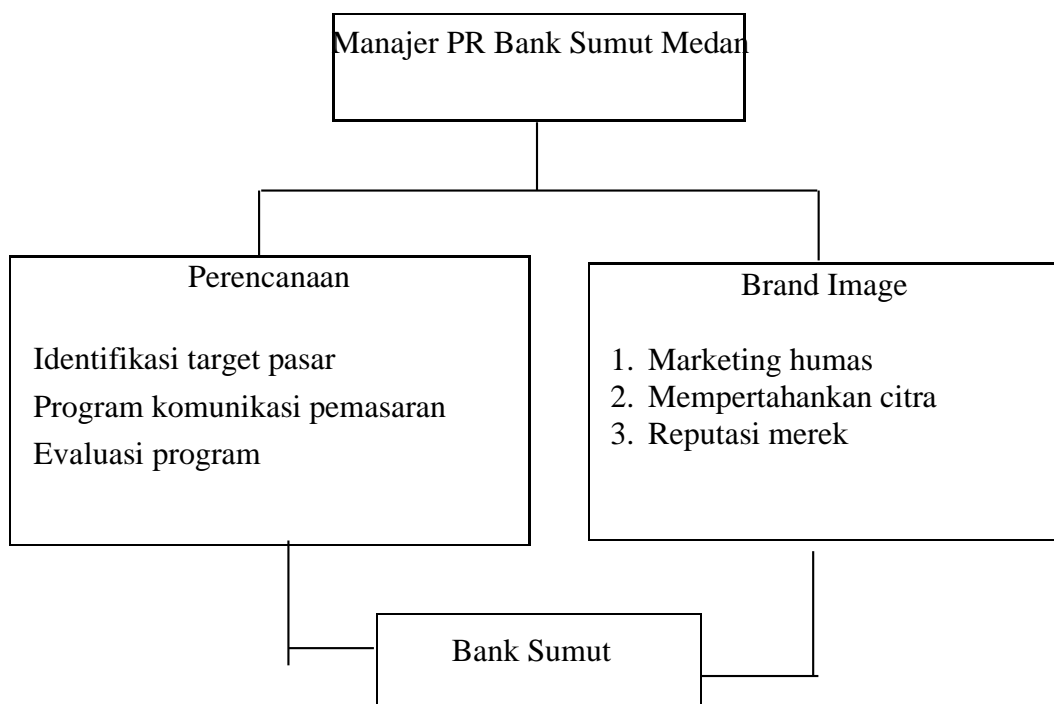 Manajer PR Bank Sumut Medan
Perencanaan
Identifikasi target pasar
Program komunikasi pemasaran
Evaluasi program
Brand Image
1. Marketing humas
2. Mempertahankan citra
3. Reputasi merek
Bank Sumut